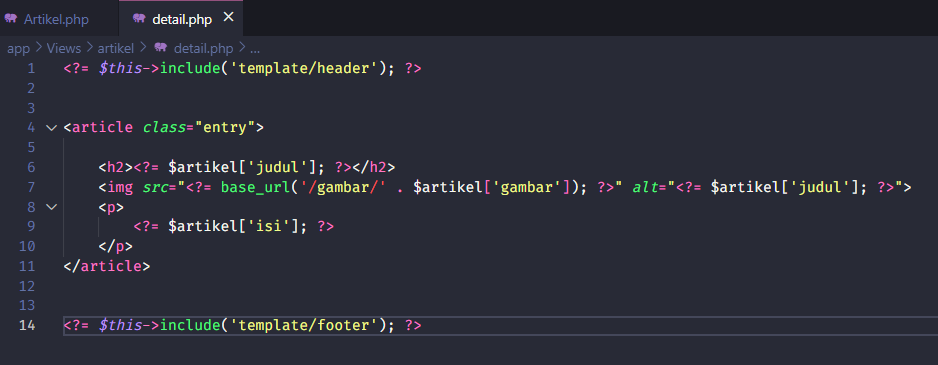 Artikel.php detail.php ×
app > Views > artikel > detail.php > ...
1 <?= $this->include('template/header'); ?>
2
3
4 <article class="entry">
5
6 <h2><?= $artikel['judul']; ?></h2>
7 <img src="<?= base_url('/gambar/' . $artikel['gambar']); ?>" alt="<?= $artikel['judul']; ?>">
8 <p>
9 <?= $artikel['isi']; ?>
10 </p>
11 </article>
12
13
14 <?= $this->include('template/footer'); ?>